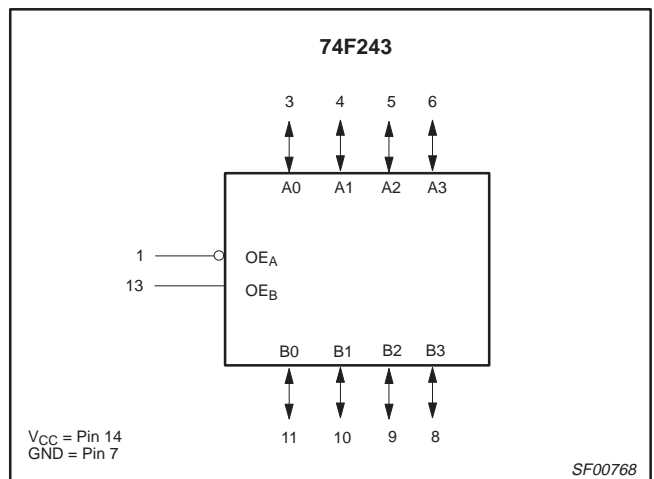 74F243
3 4 5 6
A0 A1 A2 A3
1 OEA
13 OEB
B0 B1 B2 B3
11 10 9 8
VCC = Pin 14
GND = Pin 7
SF00768